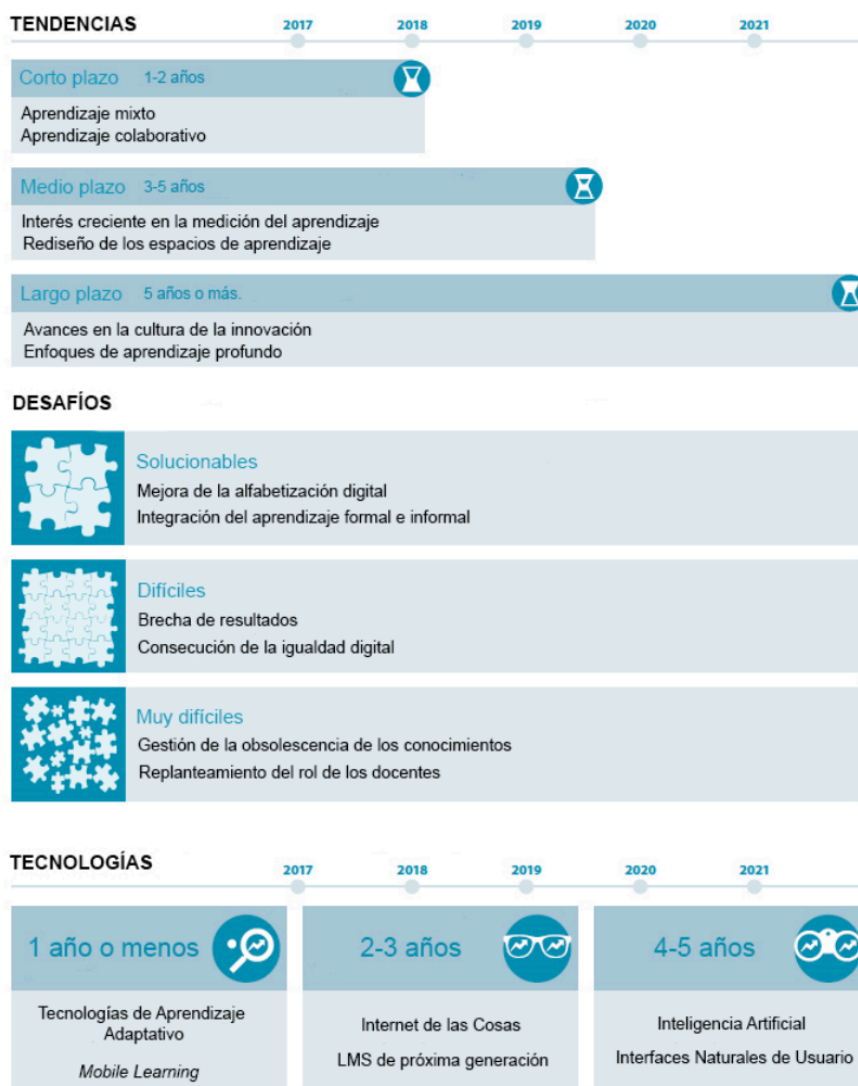 TENDENCIAS
2017 2018 2019 2020 2021
Corto plazo 1-2 años
Aprendizaje mixto
Aprendizaje colaborativo
Medio plazo 3-5 años
Interés creciente en la medición del aprendizaje
Rediseño de los espacios de aprendizaje
Largo plazo 5 años o más.
Avances en la cultura de la innovación
Enfoques de aprendizaje profundo
DESAFÍOS
Solucionables
Mejora de la alfabetización digital
Integración del aprendizaje formal e informal
Difíciles
Brecha de resultados
Consecución de la igualdad digital
Muy difíciles
Gestión de la obsolescencia de los conocimientos
Replanteamiento del rol de los docentes
TECNOLOGÍAS
2017 2018 2019 2020 2021
1 año o menos
Tecnologías de Aprendizaje
Adaptativo
Mobile Learning
2-3 años
Internet de las Cosas
LMS de próxima generación
4-5 años
Inteligencia Artificial
Interfaces Naturales de Usuario